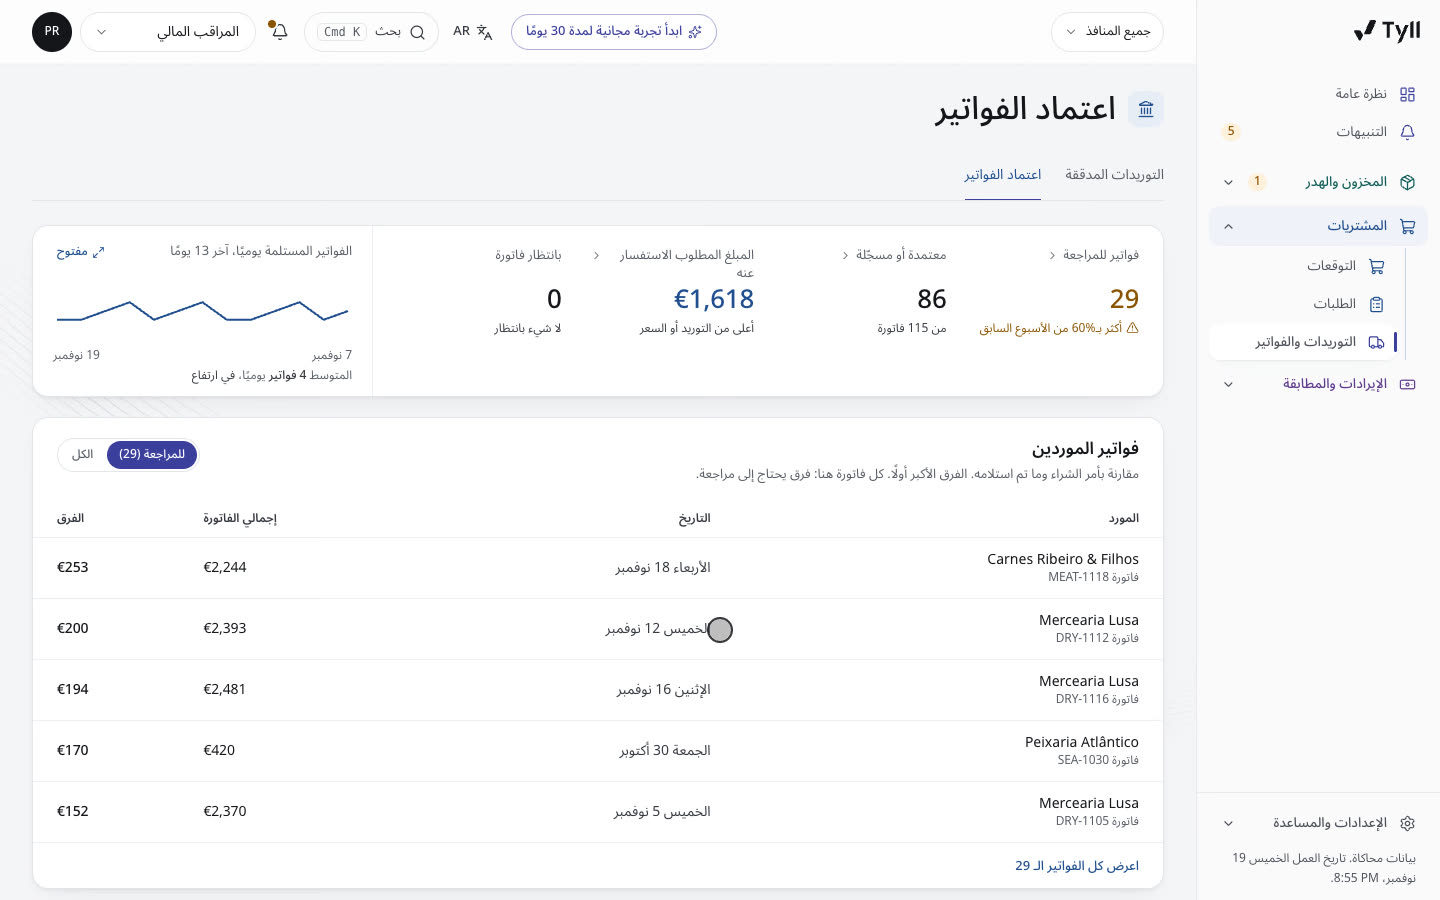 Tyll
نظرة عامة
التنبيهات
5
المخزون والهدر
1
المشتريات
التوقعات
الطلبات
التوريدات والفواتير
الإيرادات والمطابقة
الإعدادات والمساعدة
بيانات محاكاة. تاريخ العمل الخميس 19
نوفمبر، 8:55 PM.
جميع المنافذ
ابدأ تجربة مجانية لمدة 30 يومًا
AR
بحث
Cmd K
المراقب المالي
PR
اعتماد الفواتير
التوريدات المدققة
اعتماد الفواتير
فواتير للمراجعة
29
أكثر بـ60% من الأسبوع السابق
معتمدة أو مسجّلة
86
من 115 فاتورة
المبلغ المطلوب الاستفسار
عنه
€1,618
أعلى من التوريد أو السعر
بانتظار فاتورة
0
لا شيء بانتظار
الفواتير المستلمة يوميًا، آخر 13 يومًا
مفتوح
7 نوفمبر
19 نوفمبر
المتوسط 4 فواتير يوميًا، في ارتفاع
فواتير الموردين
مقارنة بأمر الشراء وما تم استلامه. الفرق الأكبر أولًا. كل فاتورة هنا: فرق يحتاج إلى مراجعة.
للمراجعة (29)
الكل
المورد
التاريخ
إجمالي الفاتورة
الفرق
Carnes Ribeiro & Filhos
فاتورة MEAT-1118
الأربعاء 18 نوفمبر
€2,244
€253
Mercearia Lusa
فاتورة DRY-1112
الخميس 12 نوفمبر
€2,393
€200
Mercearia Lusa
فاتورة DRY-1116
الإثنين 16 نوفمبر
€2,481
€194
Peixaria Atlântico
فاتورة SEA-1030
الجمعة 30 أكتوبر
€420
€170
Mercearia Lusa
فاتورة DRY-1105
الخميس 5 نوفمبر
€2,370
€152
اعرض كل الفواتير الـ 29